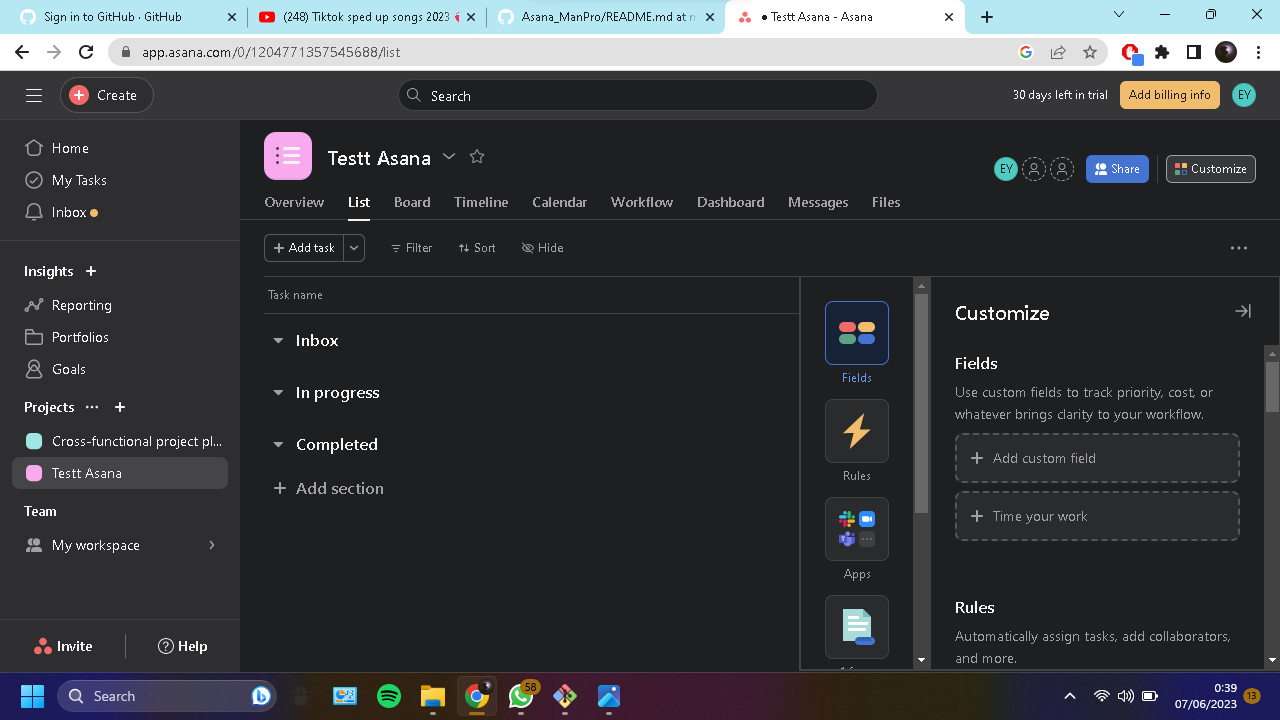 Sign in to GitHub · GitHub
(248) Tiktok sped up songs 2023
Asana_ManPro/README.md at m
● Testt Asana - Asana
app.asana.com/0/1204771357545688/list
Create
Search
30 days left in trial
Add billing info
EY
Home
My Tasks
Inbox
Insights
Reporting
Portfolios
Goals
Projects
Cross-functional project pl...
Testt Asana
Team
My workspace
Invite
Help
Testt Asana
EY
Share
Customize
Overview
List
Board
Timeline
Calendar
Workflow
Dashboard
Messages
Files
Add task
Filter
Sort
Hide
Task name
Inbox
In progress
Completed
Add section
Fields
Rules
Apps
Customize
Fields
Use custom fields to track priority, cost, or
whatever brings clarity to your workflow.
Add custom field
Time your work
Rules
Automatically assign tasks, add collaborators,
and more.
Search
58
0:39
07/06/2023
13